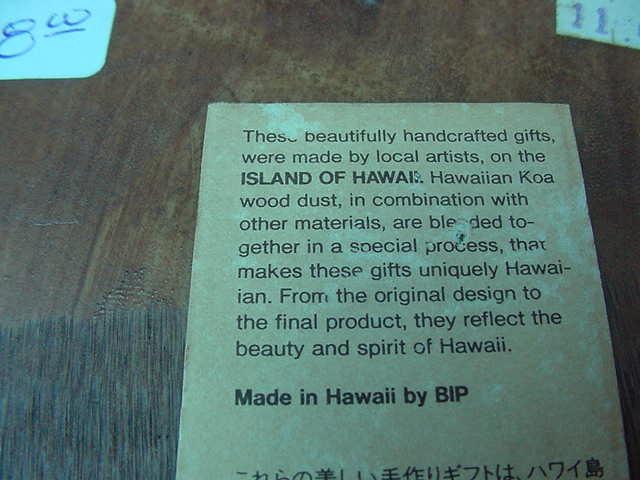 8 00
11.
These beautifully handcrafted gifts,
were made by local artists, on the
ISLAND OF HAWAII. Hawaiian Koa
wood dust, in combination with
other materials, are blended to-
gether in a special process, that
makes these gifts uniquely Hawai-
ian. From the original design to
the final product, they reflect the
beauty and spirit of Hawaii.
Made in Hawaii by BIP
これらの美しい手作りギフトは、ハワイ島